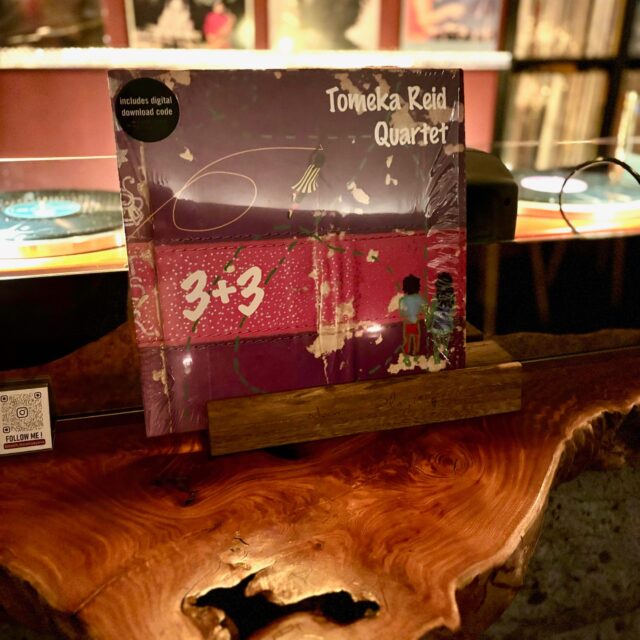 includes digital
download code
Tomeka Reid
Quartet
3+3
FOLLOW ME!